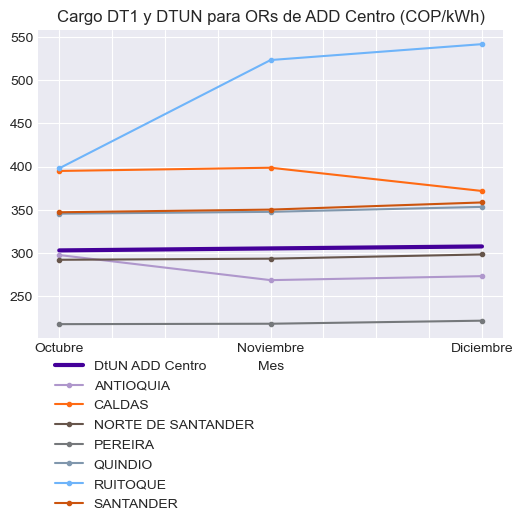 Cargo DT1 y DTUN para ORs de ADD Centro (COP/kWh)
550
500
450
400
350
300
250
Octubre Noviembre Diciembre
Mes
DtUN ADD Centro
ANTIOQUIA
CALDAS
NORTE DE SANTANDER
PEREIRA
QUINDIO
RUITOQUE
SANTANDER